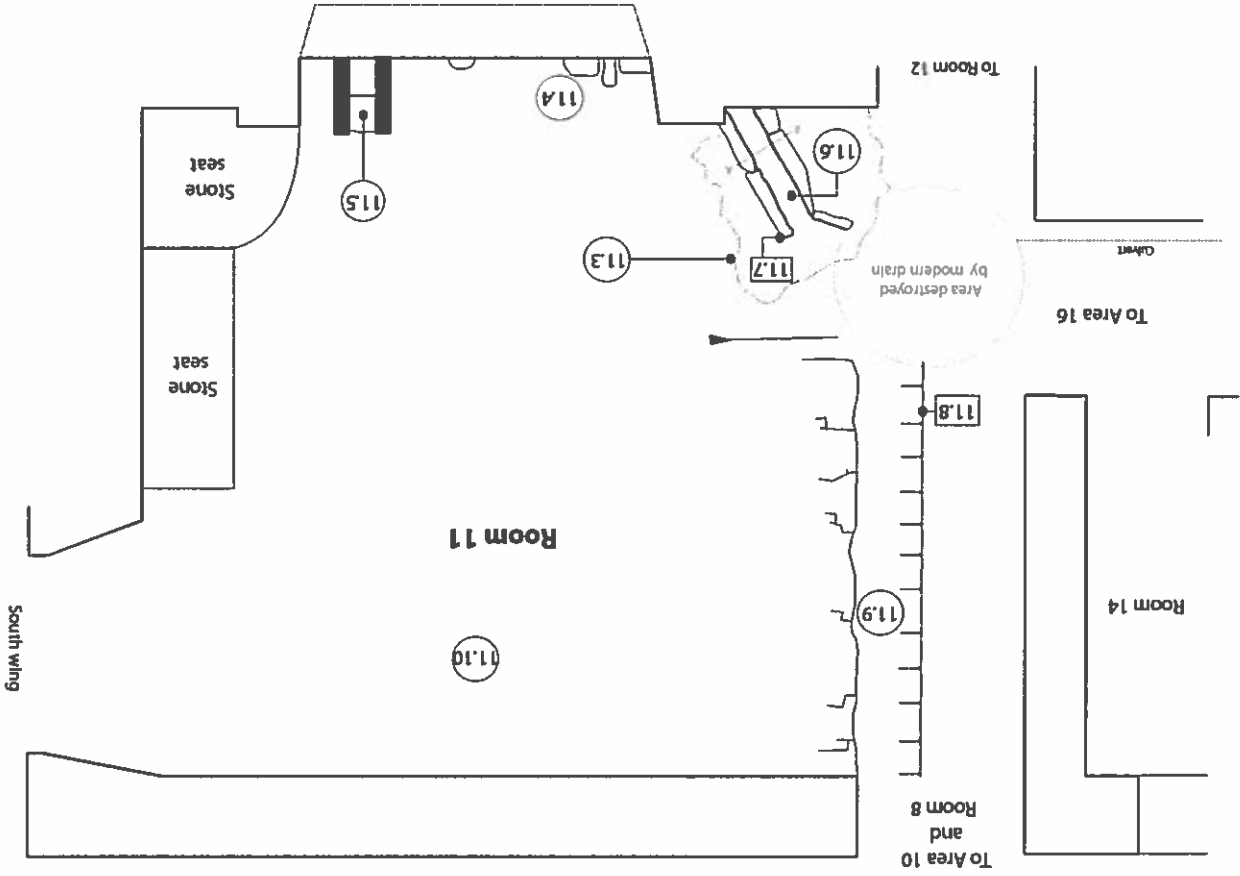 To Area 10
and
Room 8
South wing
11.10
11.9
Room 14
Room 11
11.8
Stone
seat
To Area 16
Area destroyed
by modern drain
11.7
11.3
Culvert
11.5
Stone
seat
11.6
11.4
To Room 12